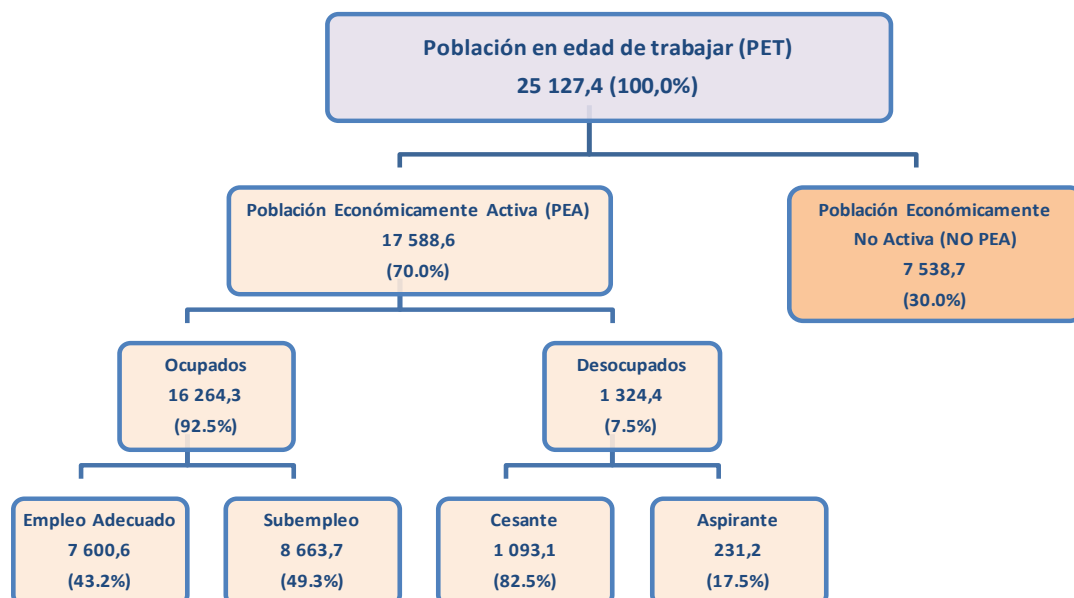 Población en edad de trabajar (PET)
25 127,4 (100,0%)
Población Económicamente Activa (PEA)
17 588,6
(70.0%)
Población Económicamente
No Activa (NO PEA)
7 538,7
(30.0%)
Ocupados
16 264,3
(92.5%)
Desocupados
1 324,4
(7.5%)
Empleo Adecuado
7 600,6
(43.2%)
Subempleo
8 663,7
(49.3%)
Cesante
1 093,1
(82.5%)
Aspirante
231,2
(17.5%)